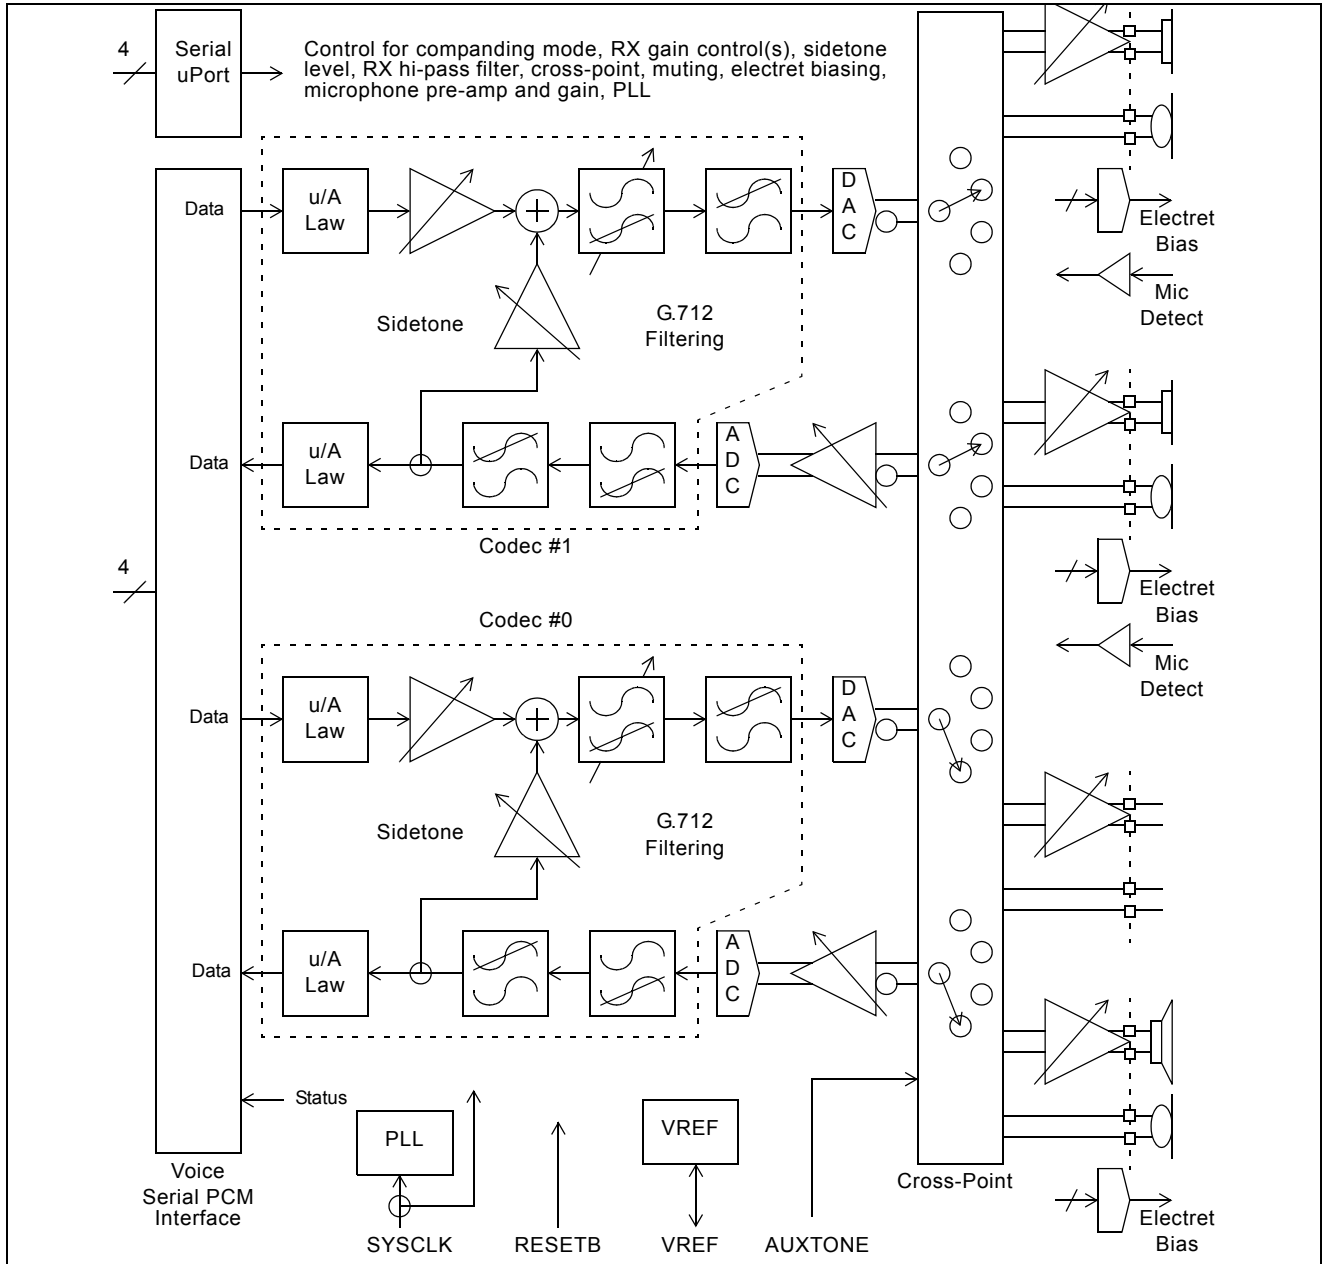 4
Serial
uPort
Control for companding mode, RX gain control(s), sidetone
level, RX hi-pass filter, cross-point, muting, electret biasing,
microphone pre-amp and gain, PLL
Data
u/A
Law
D
A
C
Electret
Bias
Sidetone
G.712
Filtering
Mic
Detect
Data
u/A
Law
A
D
C
Codec #1
4
Electret
Bias
Codec #0
Mic
Detect
Data
u/A
Law
D
A
C
Sidetone
G.712
Filtering
Data
u/A
Law
A
D
C
Status
PLL
VREF
Voice
Serial PCM
Interface
Cross-Point
SYSCLK
RESETB
VREF
AUXTONE
Electret
Bias